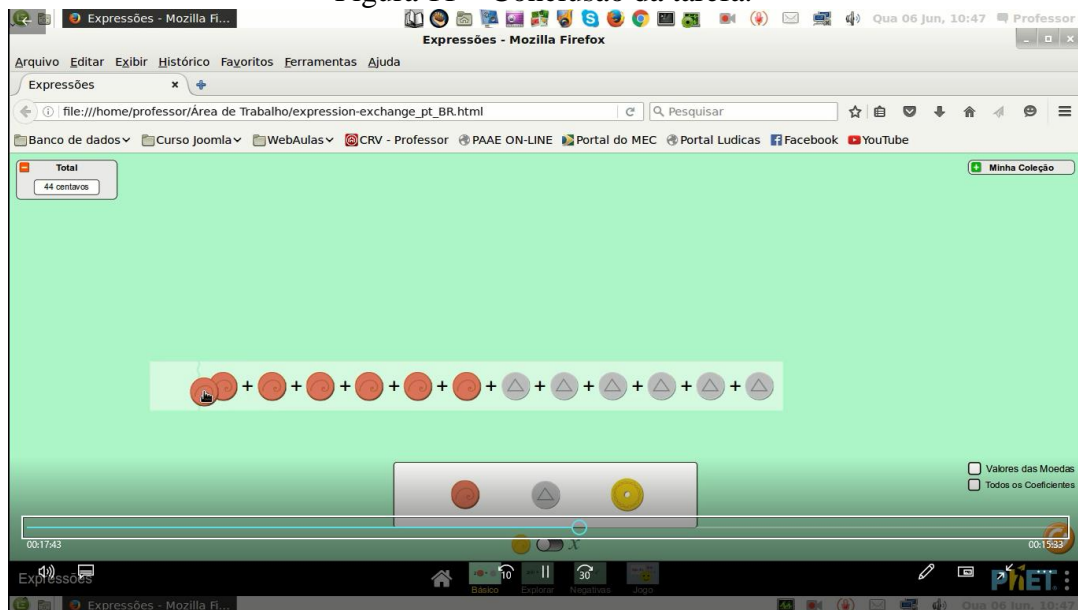 Figura 11 – Conclusão da tarefa.
Expressões - Mozilla Fi...
Qua 06 Jun, 10:47 Professor
Expressões - Mozilla Firefox
Arquivo Editar Exibir Histórico Favoritos Ferramentas Ajuda
Expressões
file:///home/professor/Área de Trabalho/expression-exchange_pt_BR.html
Pesquisar
Banco de dados Curso Joomla WebAulas CRV - Professor PAAE ON-LINE Portal do MEC Portal Ludicas Facebook YouTube
Total
44 centavos
Minha Coleção
+ + + + + + + + + + +
Valores das Moedas
Todos os Coeficientes
x
00:17:43
00:15:33
Expressões
10
30
Básico Explorar Negativas Jogo
PhET
Expressões - Mozilla Fi...
Qua 06 Jun, 10:47